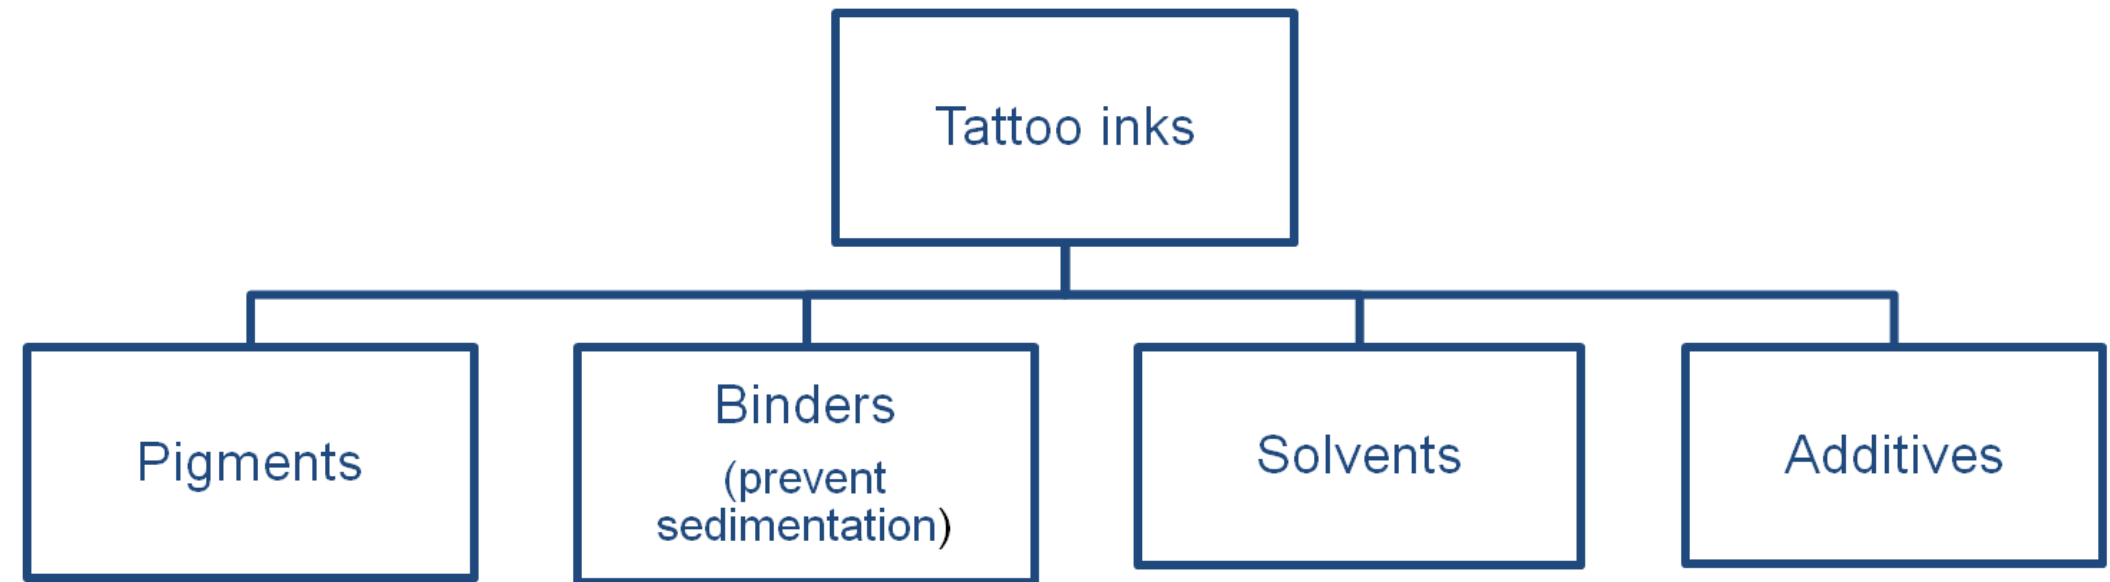 Tattoo inks
Pigments
Binders
(prevent
sedimentation)
Solvents
Additives